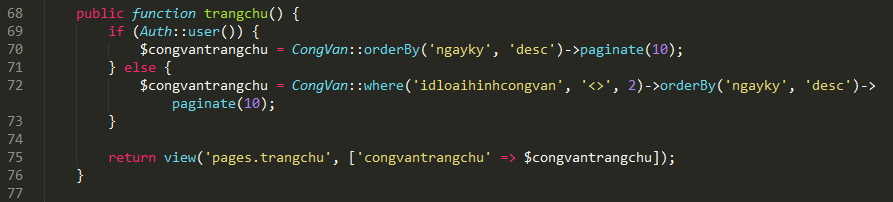 68 public function trangchu() {
69 if (Auth::user()) {
70 $congvantrangchu = CongVan::orderBy('ngayky', 'desc')->paginate(10);
71 } else {
72 $congvantrangchu = CongVan::where('idloaihinhcongvan', '<>', 2)->orderBy('ngayky', 'desc')->
paginate(10);
73 }
74
75 return view('pages.trangchu', ['congvantrangchu' => $congvantrangchu]);
76 }
77